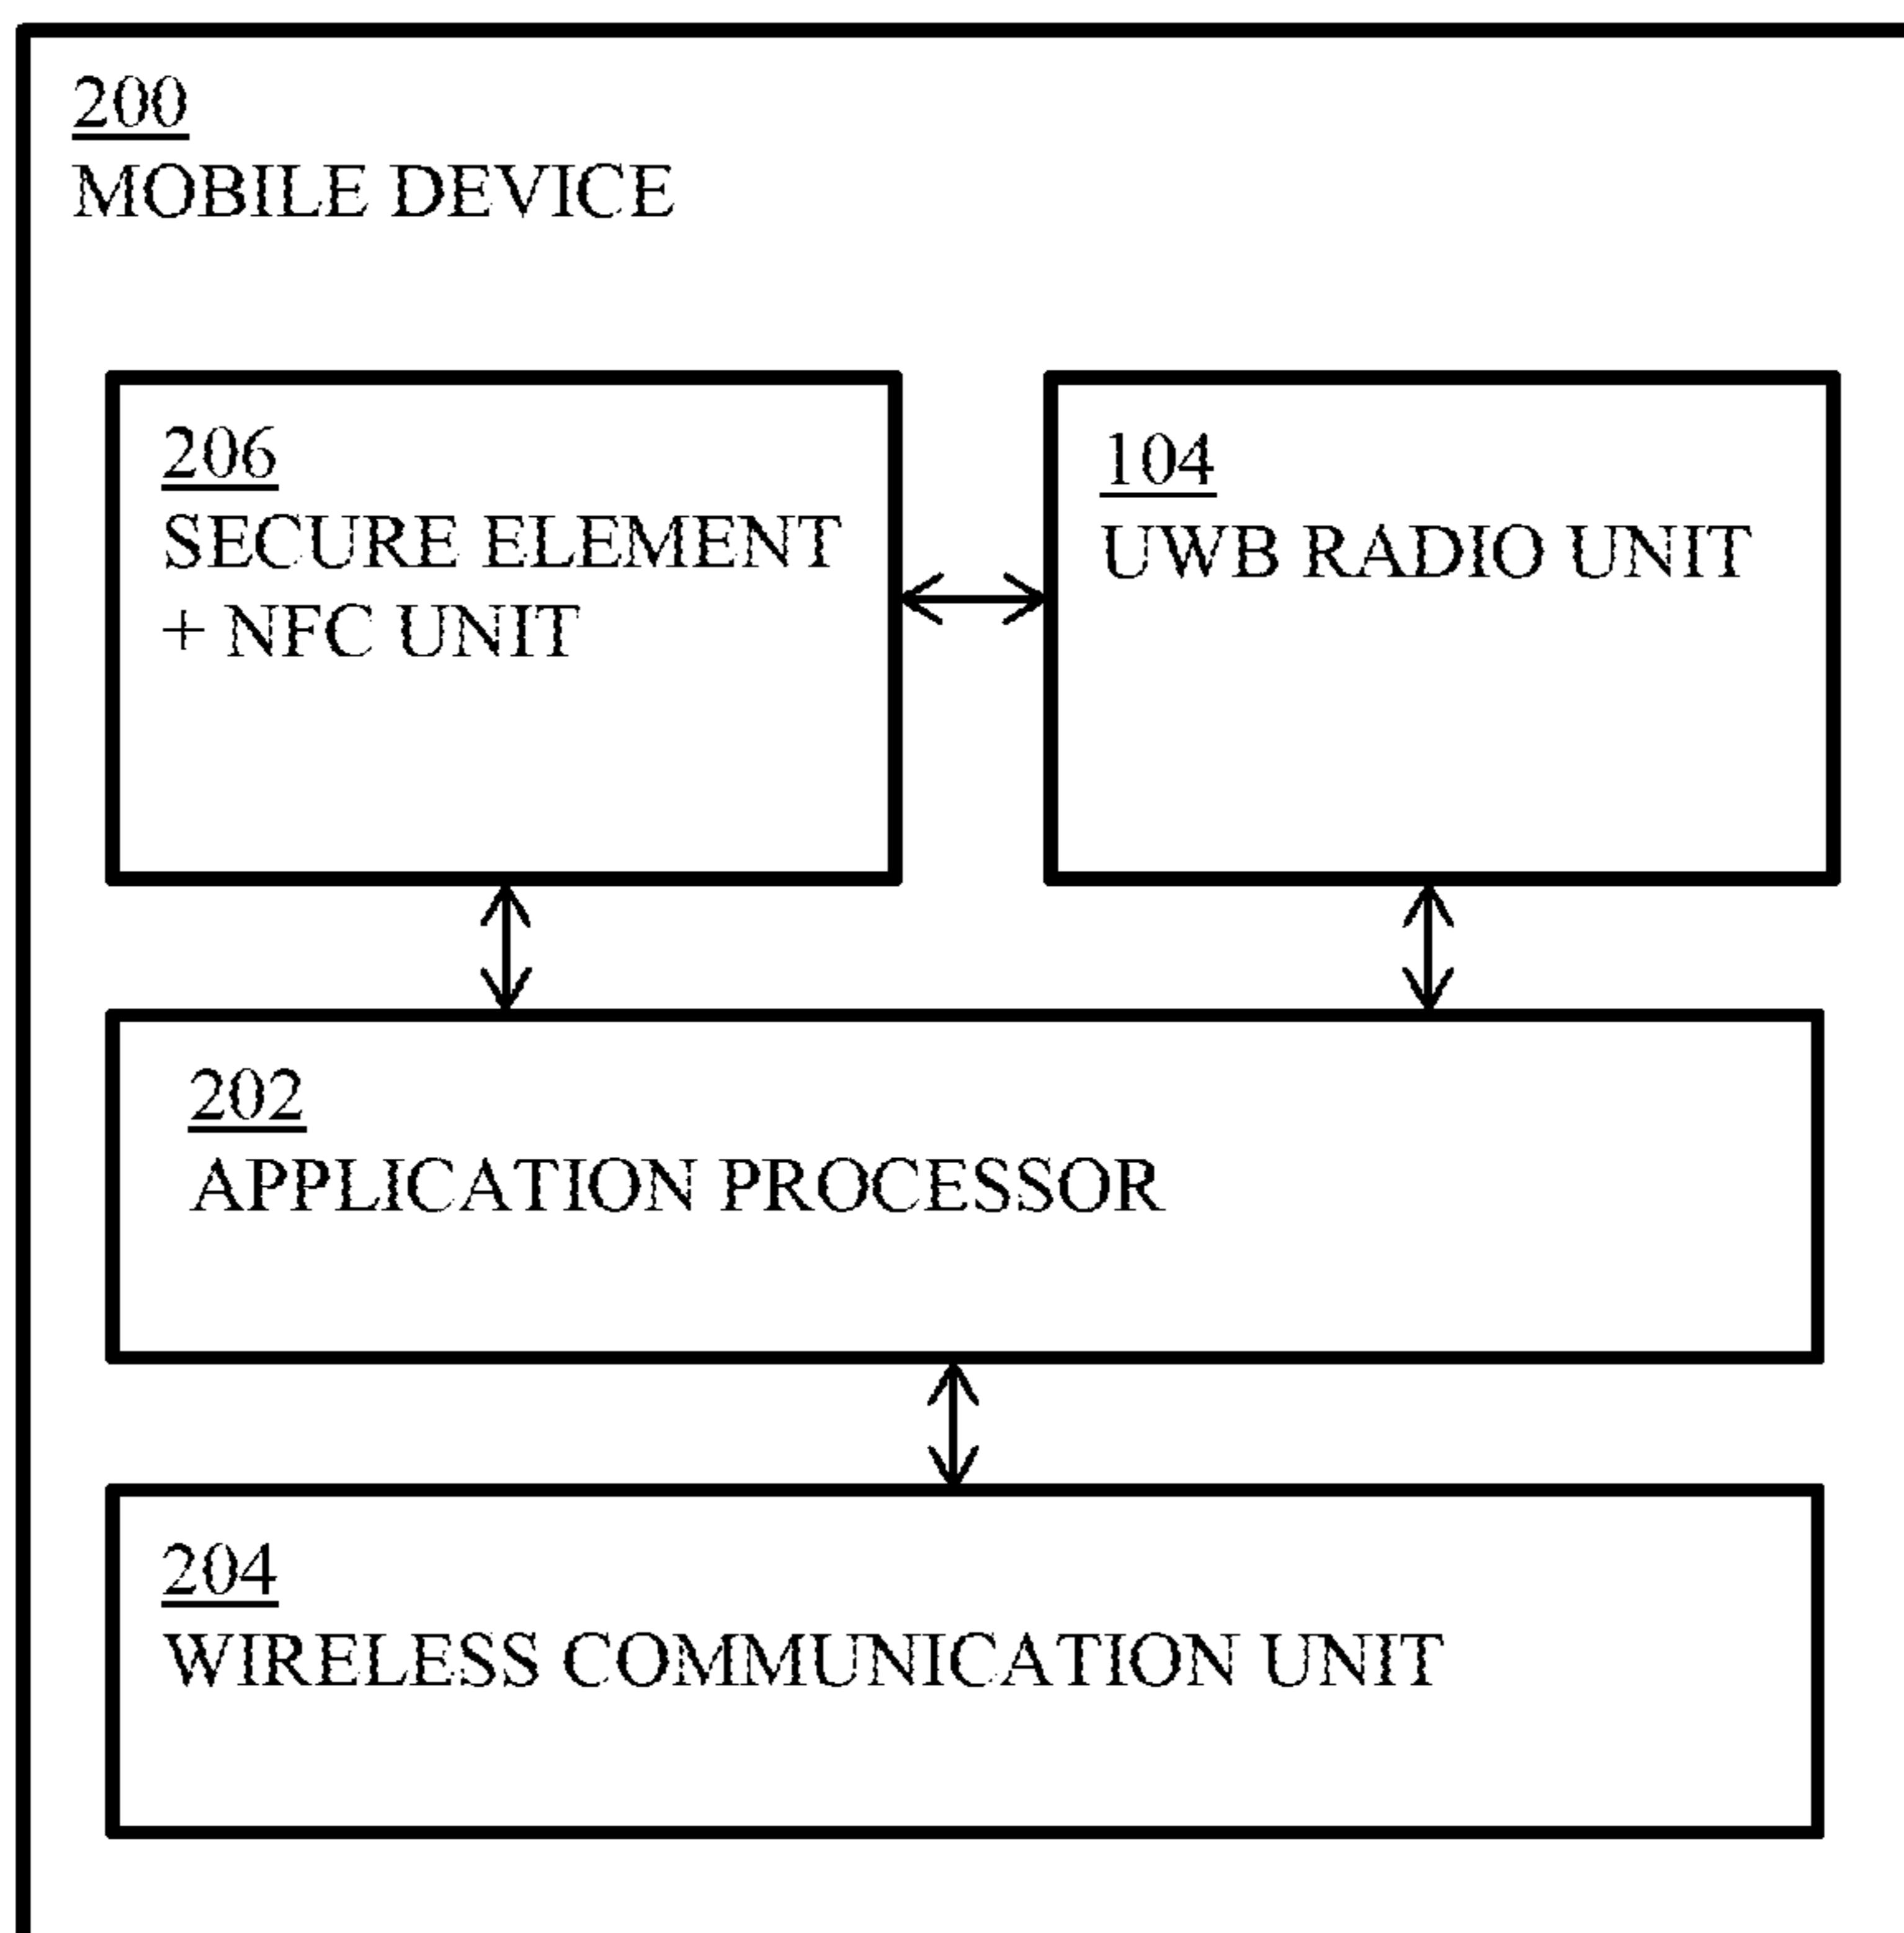 200
MOBILE DEVICE
206
SECURE ELEMENT
+ NFC UNIT
104
UWB RADIO UNIT
202
APPLICATION PROCESSOR
204
WIRELESS COMMUNICATION UNIT